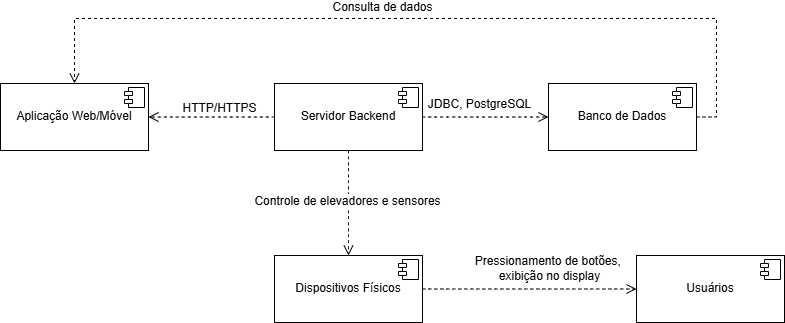 Consulta de dados
Aplicação Web/Móvel
HTTP/HTTPS
Servidor Backend
JDBC, PostgreSQL
Banco de Dados
Controle de elevadores e sensores
Dispositivos Físicos
Pressionamento de botões,
exibição no display
Usuários